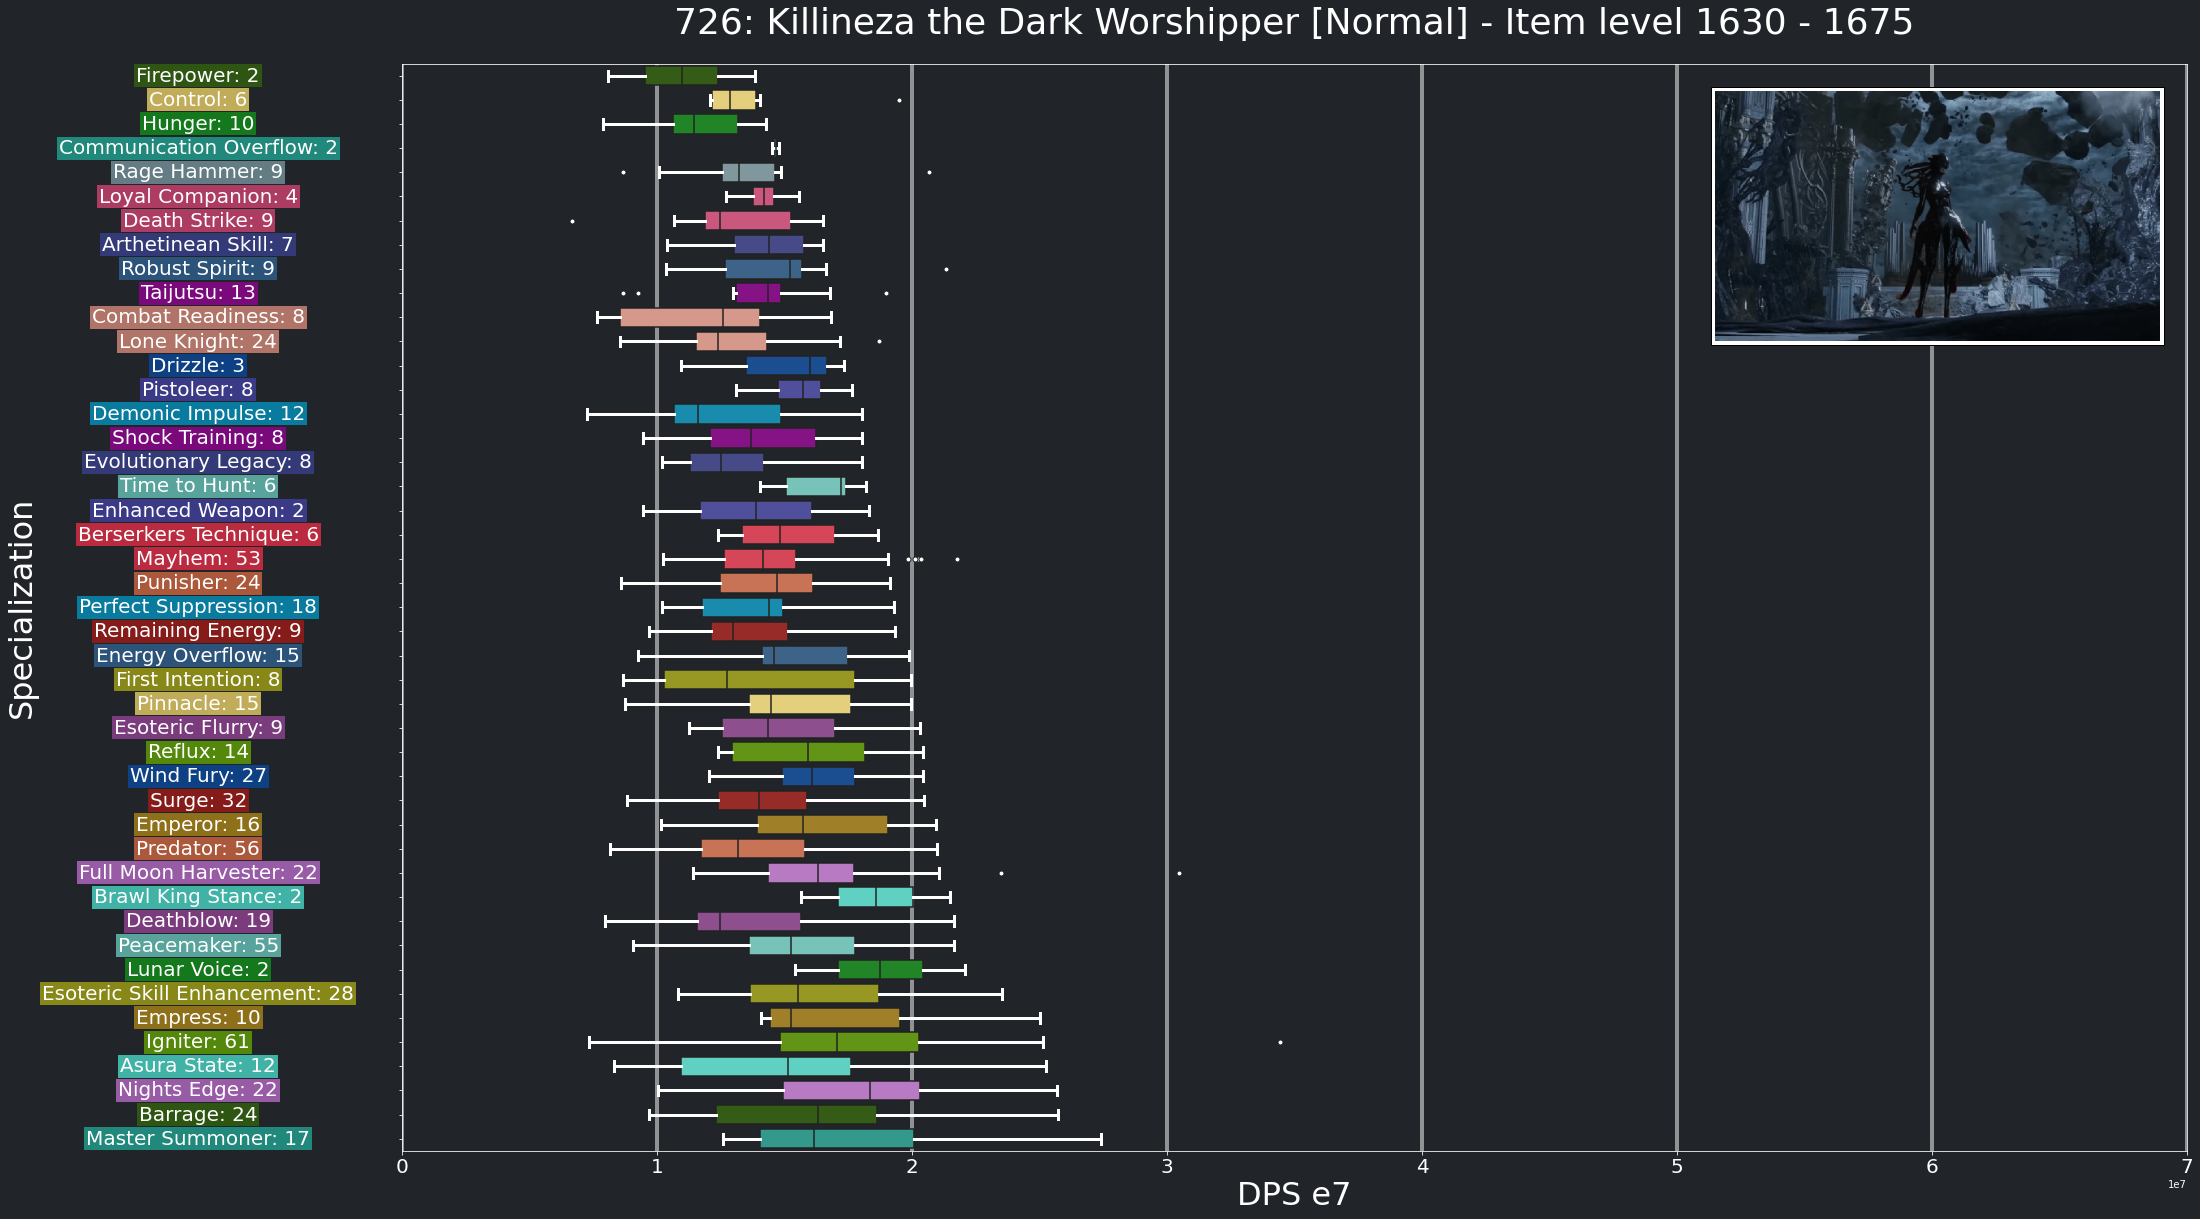 726: Killineza the Dark Worshipper [Normal] - Item level 1630 - 1675
Specialization
Firepower: 2
Control: 6
Hunger: 10
Communication Overflow: 2
Rage Hammer: 9
Loyal Companion: 4
Death Strike: 9
Arthetinean Skill: 7
Robust Spirit: 9
Taijutsu: 13
Combat Readiness: 8
Lone Knight: 24
Drizzle: 3
Pistoleer: 8
Demonic Impulse: 12
Shock Training: 8
Evolutionary Legacy: 8
Time to Hunt: 6
Enhanced Weapon: 2
Berserkers Technique: 6
Mayhem: 53
Punisher: 24
Perfect Suppression: 18
Remaining Energy: 9
Energy Overflow: 15
First Intention: 8
Pinnacle: 15
Esoteric Flurry: 9
Reflux: 14
Wind Fury: 27
Surge: 32
Emperor: 16
Predator: 56
Full Moon Harvester: 22
Brawl King Stance: 2
Deathblow: 19
Peacemaker: 55
Lunar Voice: 2
Esoteric Skill Enhancement: 28
Empress: 10
Igniter: 61
Asura State: 12
Nights Edge: 22
Barrage: 24
Master Summoner: 17
0 1 2 3 4 5 6 7
1e7
DPS e7